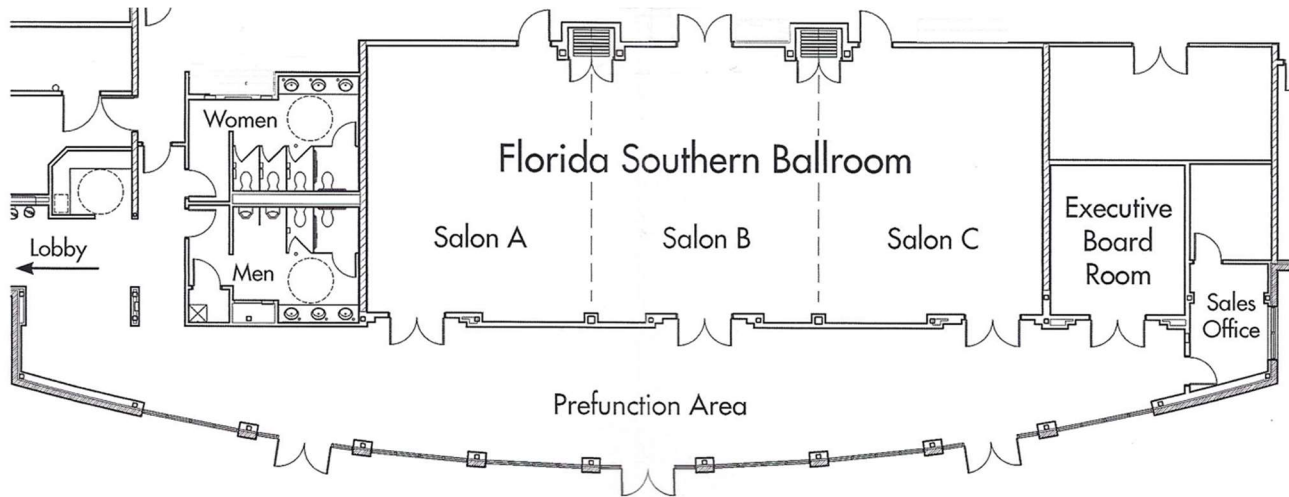 Women
Florida Southern Ballroom
Executive
Board
Room
Salon A
Salon B
Salon C
Lobby
Men
Sales
Office
Prefunction Area